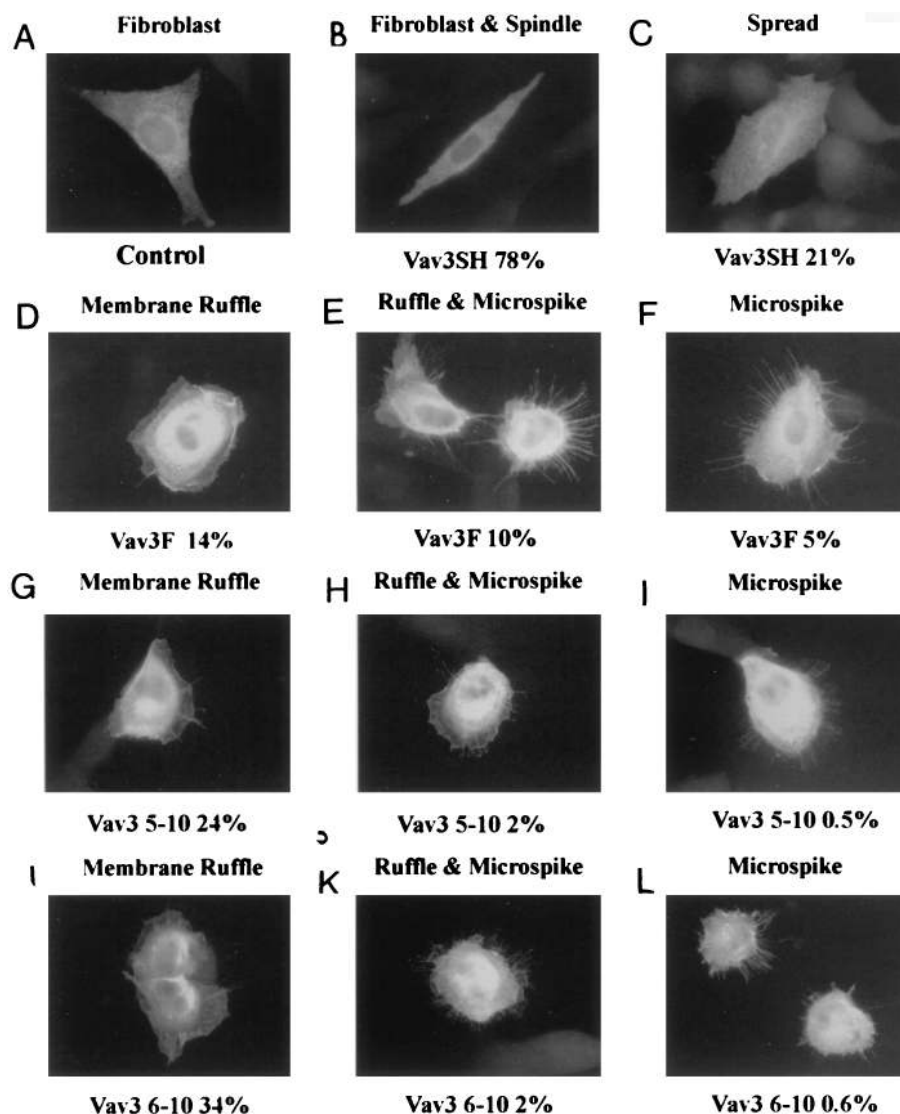 A Fibroblast B Fibroblast & Spindle C Spread
Control Vav3SH 78% Vav3SH 21%
D Membrane Ruffle E Ruffle & Microspike F Microspike
Vav3F 14% Vav3F 10% Vav3F 5%
G Membrane Ruffle H Ruffle & Microspike I Microspike
Vav3 5-10 24% Vav3 5-10 2% Vav3 5-10 0.5%
Membrane Ruffle K Ruffle & Microspike L Microspike
Vav3 6-10 34% Vav3 6-10 2% Vav3 6-10 0.6%